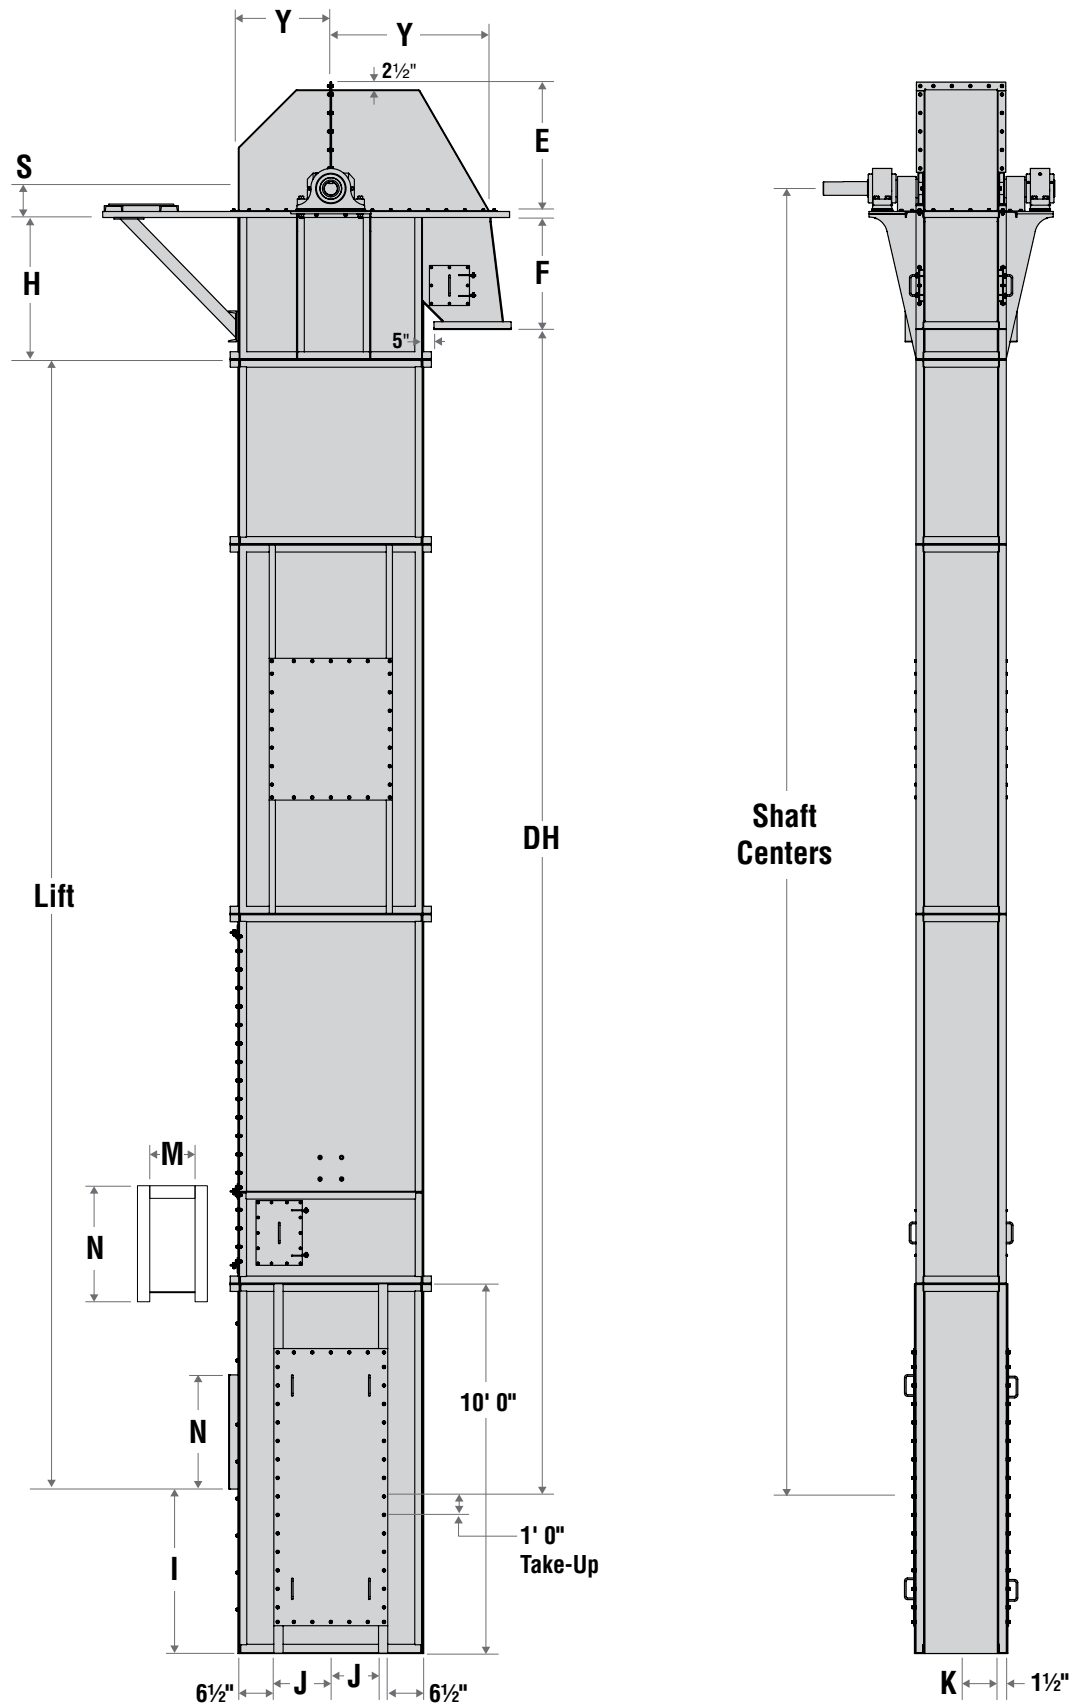 Y
Y
2½"
E
S
H
F
5"
Shaft
Centers
DH
Lift
M
N
10' 0"
N
1' 0"
Take-Up
I
J
J
6½"
6½"
K
1½"